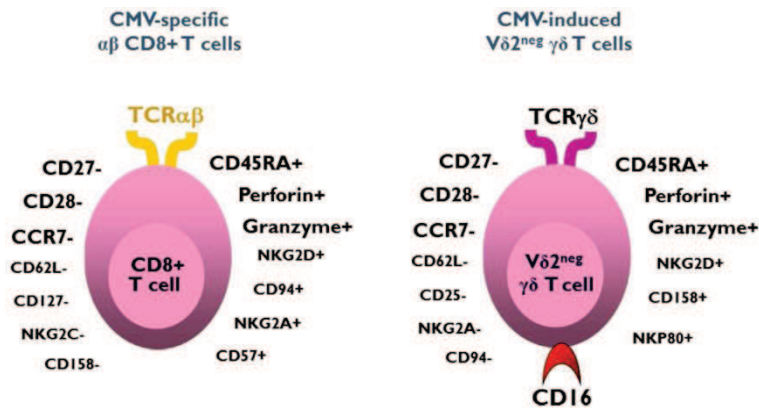 CMV-specific
αβ CD8+ T cells
TCRαβ
CD27-
CD28-
CCR7-
CD62L-
CD127-
NKG2C-
CD158-
CD45RA+
Perforin+
Granzyme+
NKG2D+
CD94+
NKG2A+
CD57+
CD8+
T cell
CMV-induced
Vδ2ⁿᵉᵍ γδ T cells
TCRγδ
CD27-
CD28-
CCR7-
CD62L-
CD25-
NKG2A-
CD94-
CD45RA+
Perforin+
Granzyme+
NKG2D+
CD158+
NKP80+
Vδ2ⁿᵉᵍ
γδ T cell
CD16